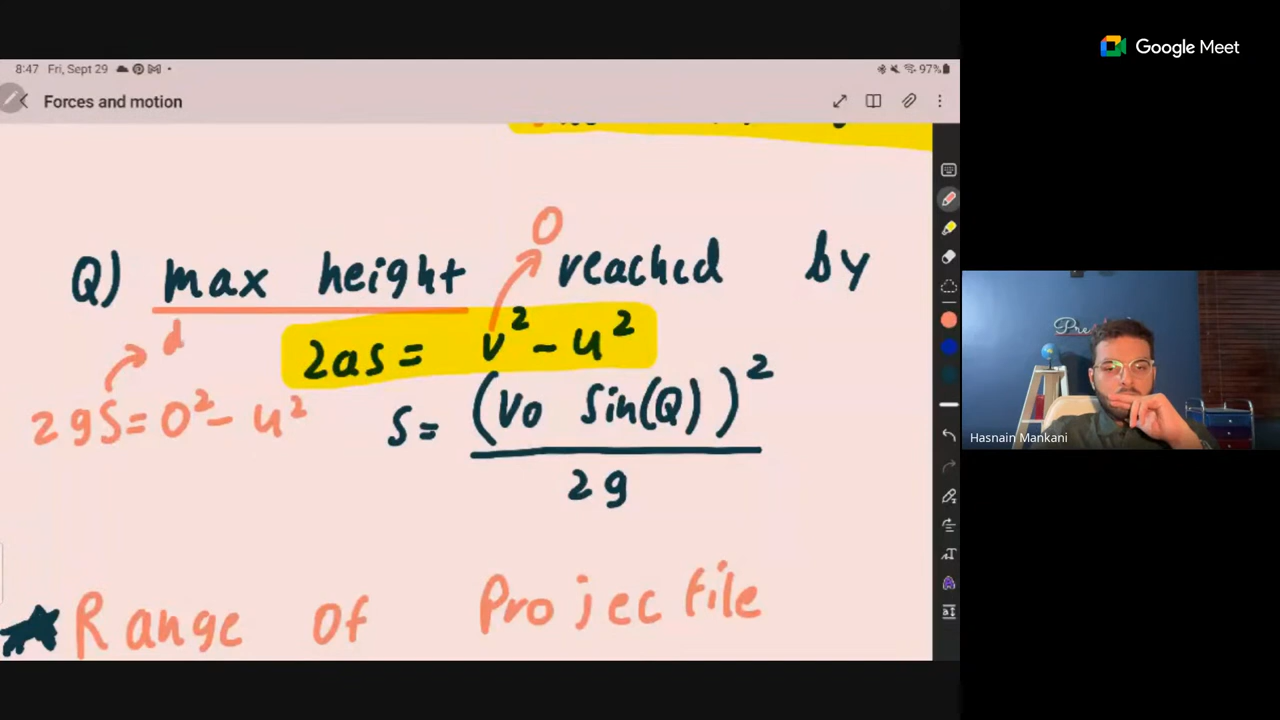 Google Meet
8:47 Fri, Sept 29
97%
Forces and motion
0
Q) max height reached by
d
2as = v² - u²
2gS = 0² - u²
S = (Vo Sin(Q))²
2g
Range of Projectile
Hasnain Mankani